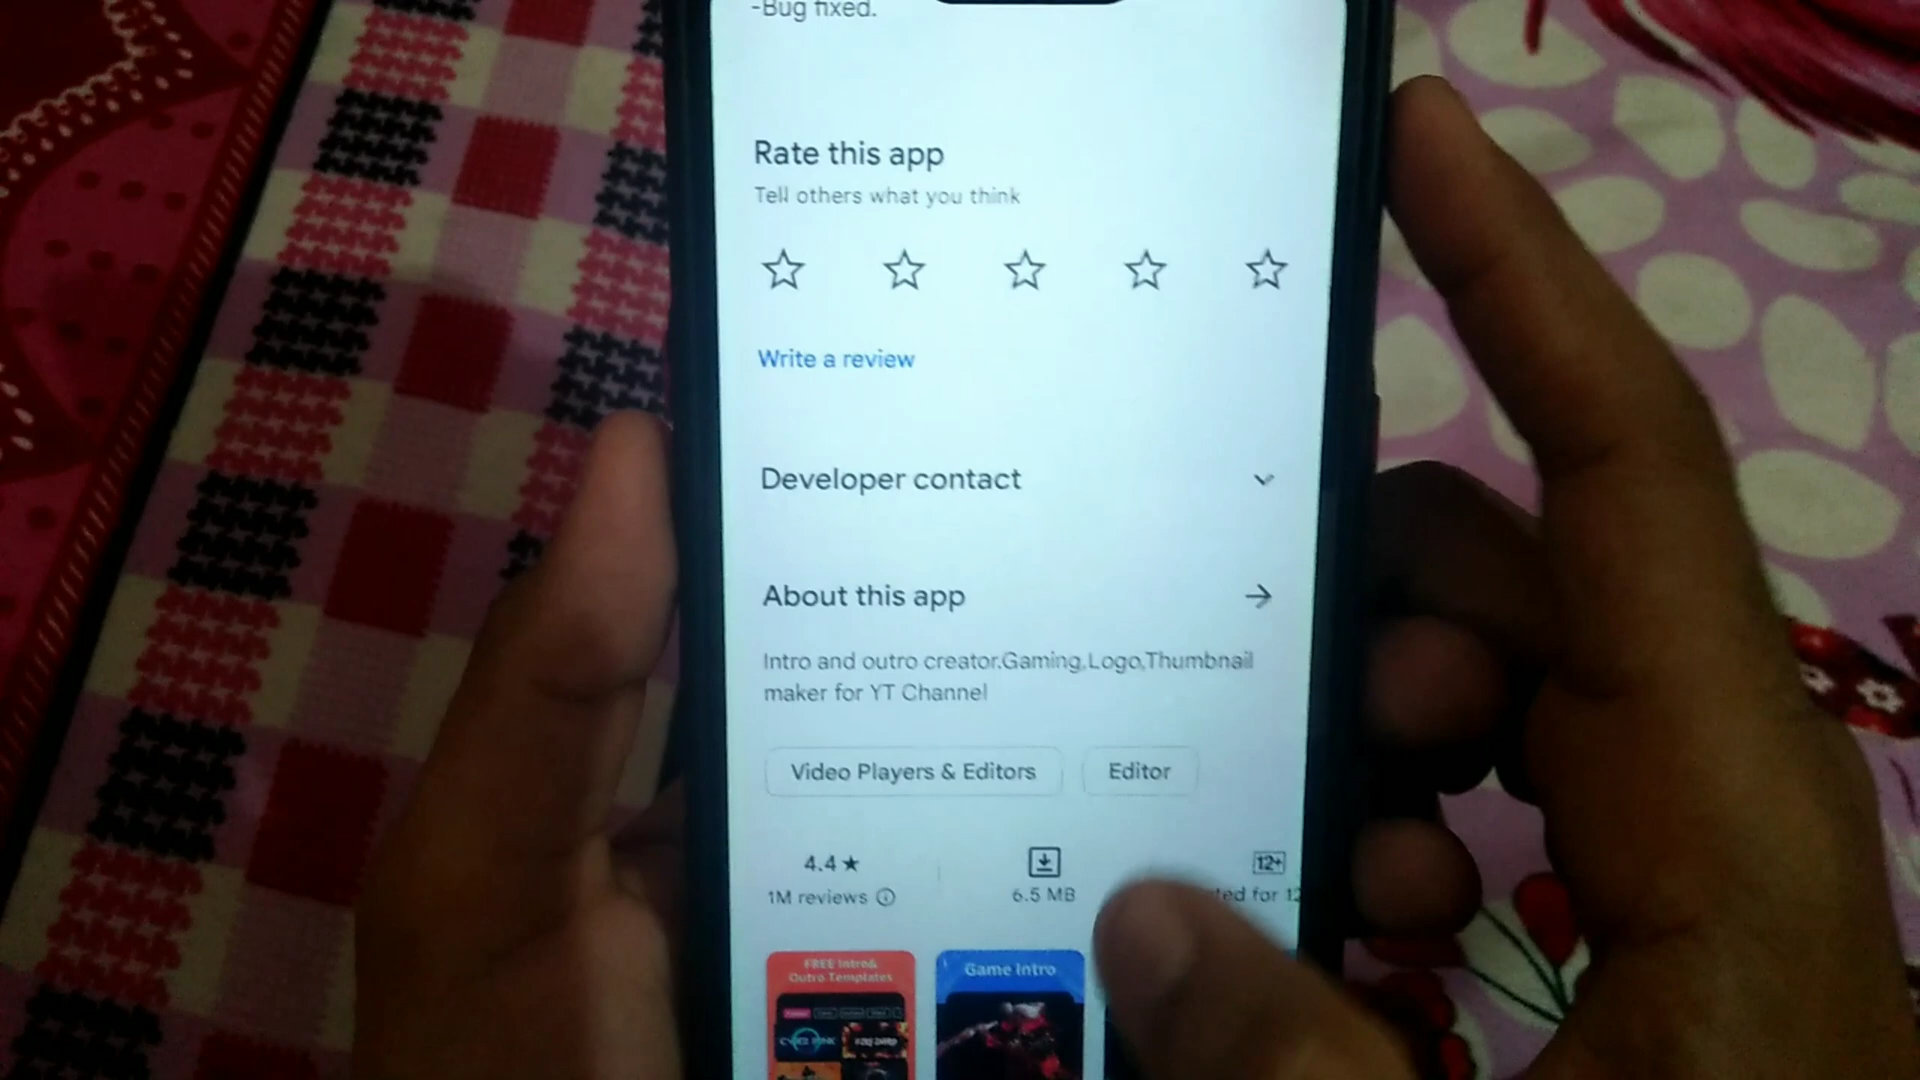 -Bug fixed.
Rate this app
Tell others what you think
Write a review
Developer contact
About this app
Intro and outro creator.Gaming,Logo,Thumbnail
maker for YT Channel
Video Players & Editors
Editor
4.4★
1M reviews
6.5 MB
12+
ted for 12
FREE Intro&
Outro Templates
Game Intro